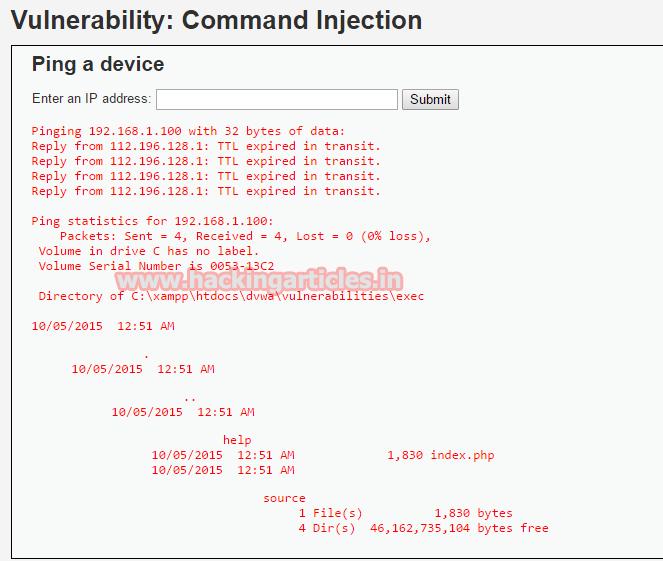 Vulnerability: Command Injection
Ping a device
Enter an IP address: Submit
Pinging 192.168.1.100 with 32 bytes of data:
Reply from 112.196.128.1: TTL expired in transit.
Reply from 112.196.128.1: TTL expired in transit.
Reply from 112.196.128.1: TTL expired in transit.
Reply from 112.196.128.1: TTL expired in transit.
Ping statistics for 192.168.1.100:
Packets: Sent = 4, Received = 4, Lost = 0 (0% loss),
Volume in drive C has no label.
Volume Serial Number is 0053-13C2
www.hackingarticles.in
Directory of C:\xampp\htdocs\dvwa\vulnerabilities\exec
10/05/2015 12:51 AM
.
10/05/2015 12:51 AM
..
10/05/2015 12:51 AM
help
10/05/2015 12:51 AM 1,830 index.php
10/05/2015 12:51 AM
source
1 File(s) 1,830 bytes
4 Dir(s) 46,162,735,104 bytes free